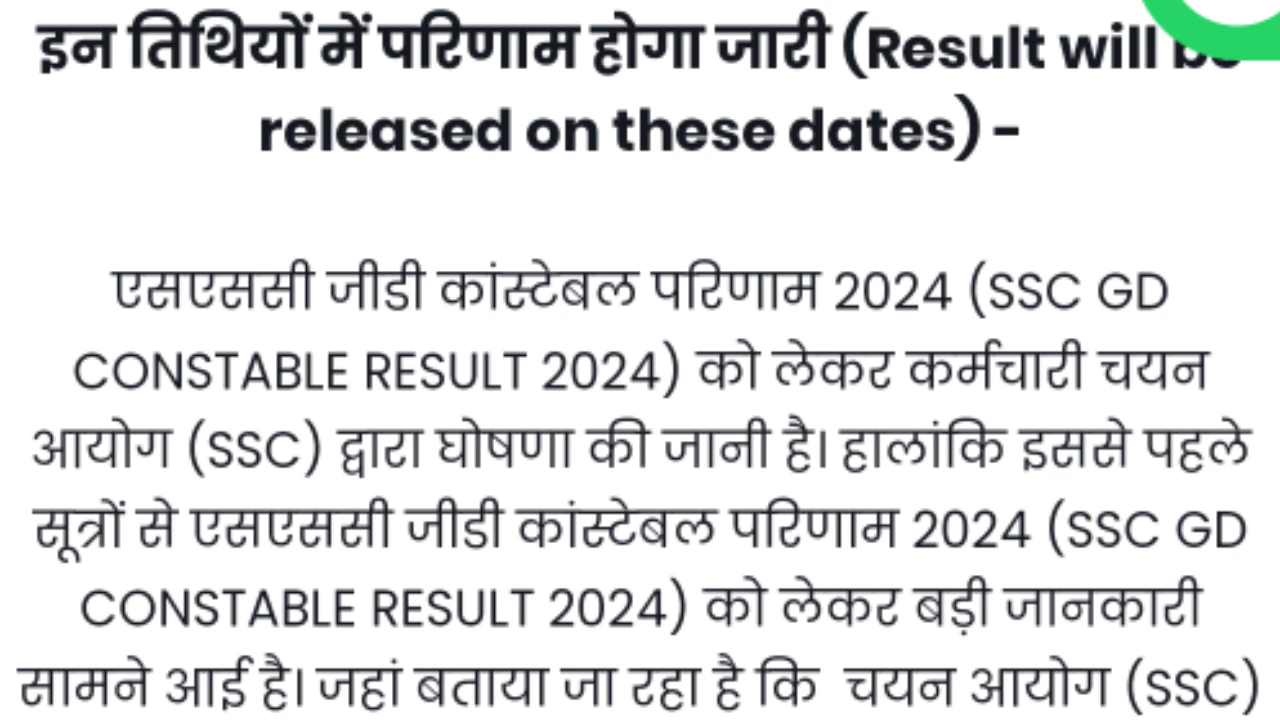 इन तिथियों में परिणाम होगा जारी (Result will be
released on these dates) -
एसएससी जीडी कांस्टेबल परिणाम 2024 (SSC GD
CONSTABLE RESULT 2024) को लेकर कर्मचारी चयन
आयोग (SSC) द्वारा घोषणा की जानी है। हालांकि इससे पहले
सूत्रों से एसएससी जीडी कांस्टेबल परिणाम 2024 (SSC GD
CONSTABLE RESULT 2024) को लेकर बड़ी जानकारी
सामने आई है। जहां बताया जा रहा है कि चयन आयोग (SSC)